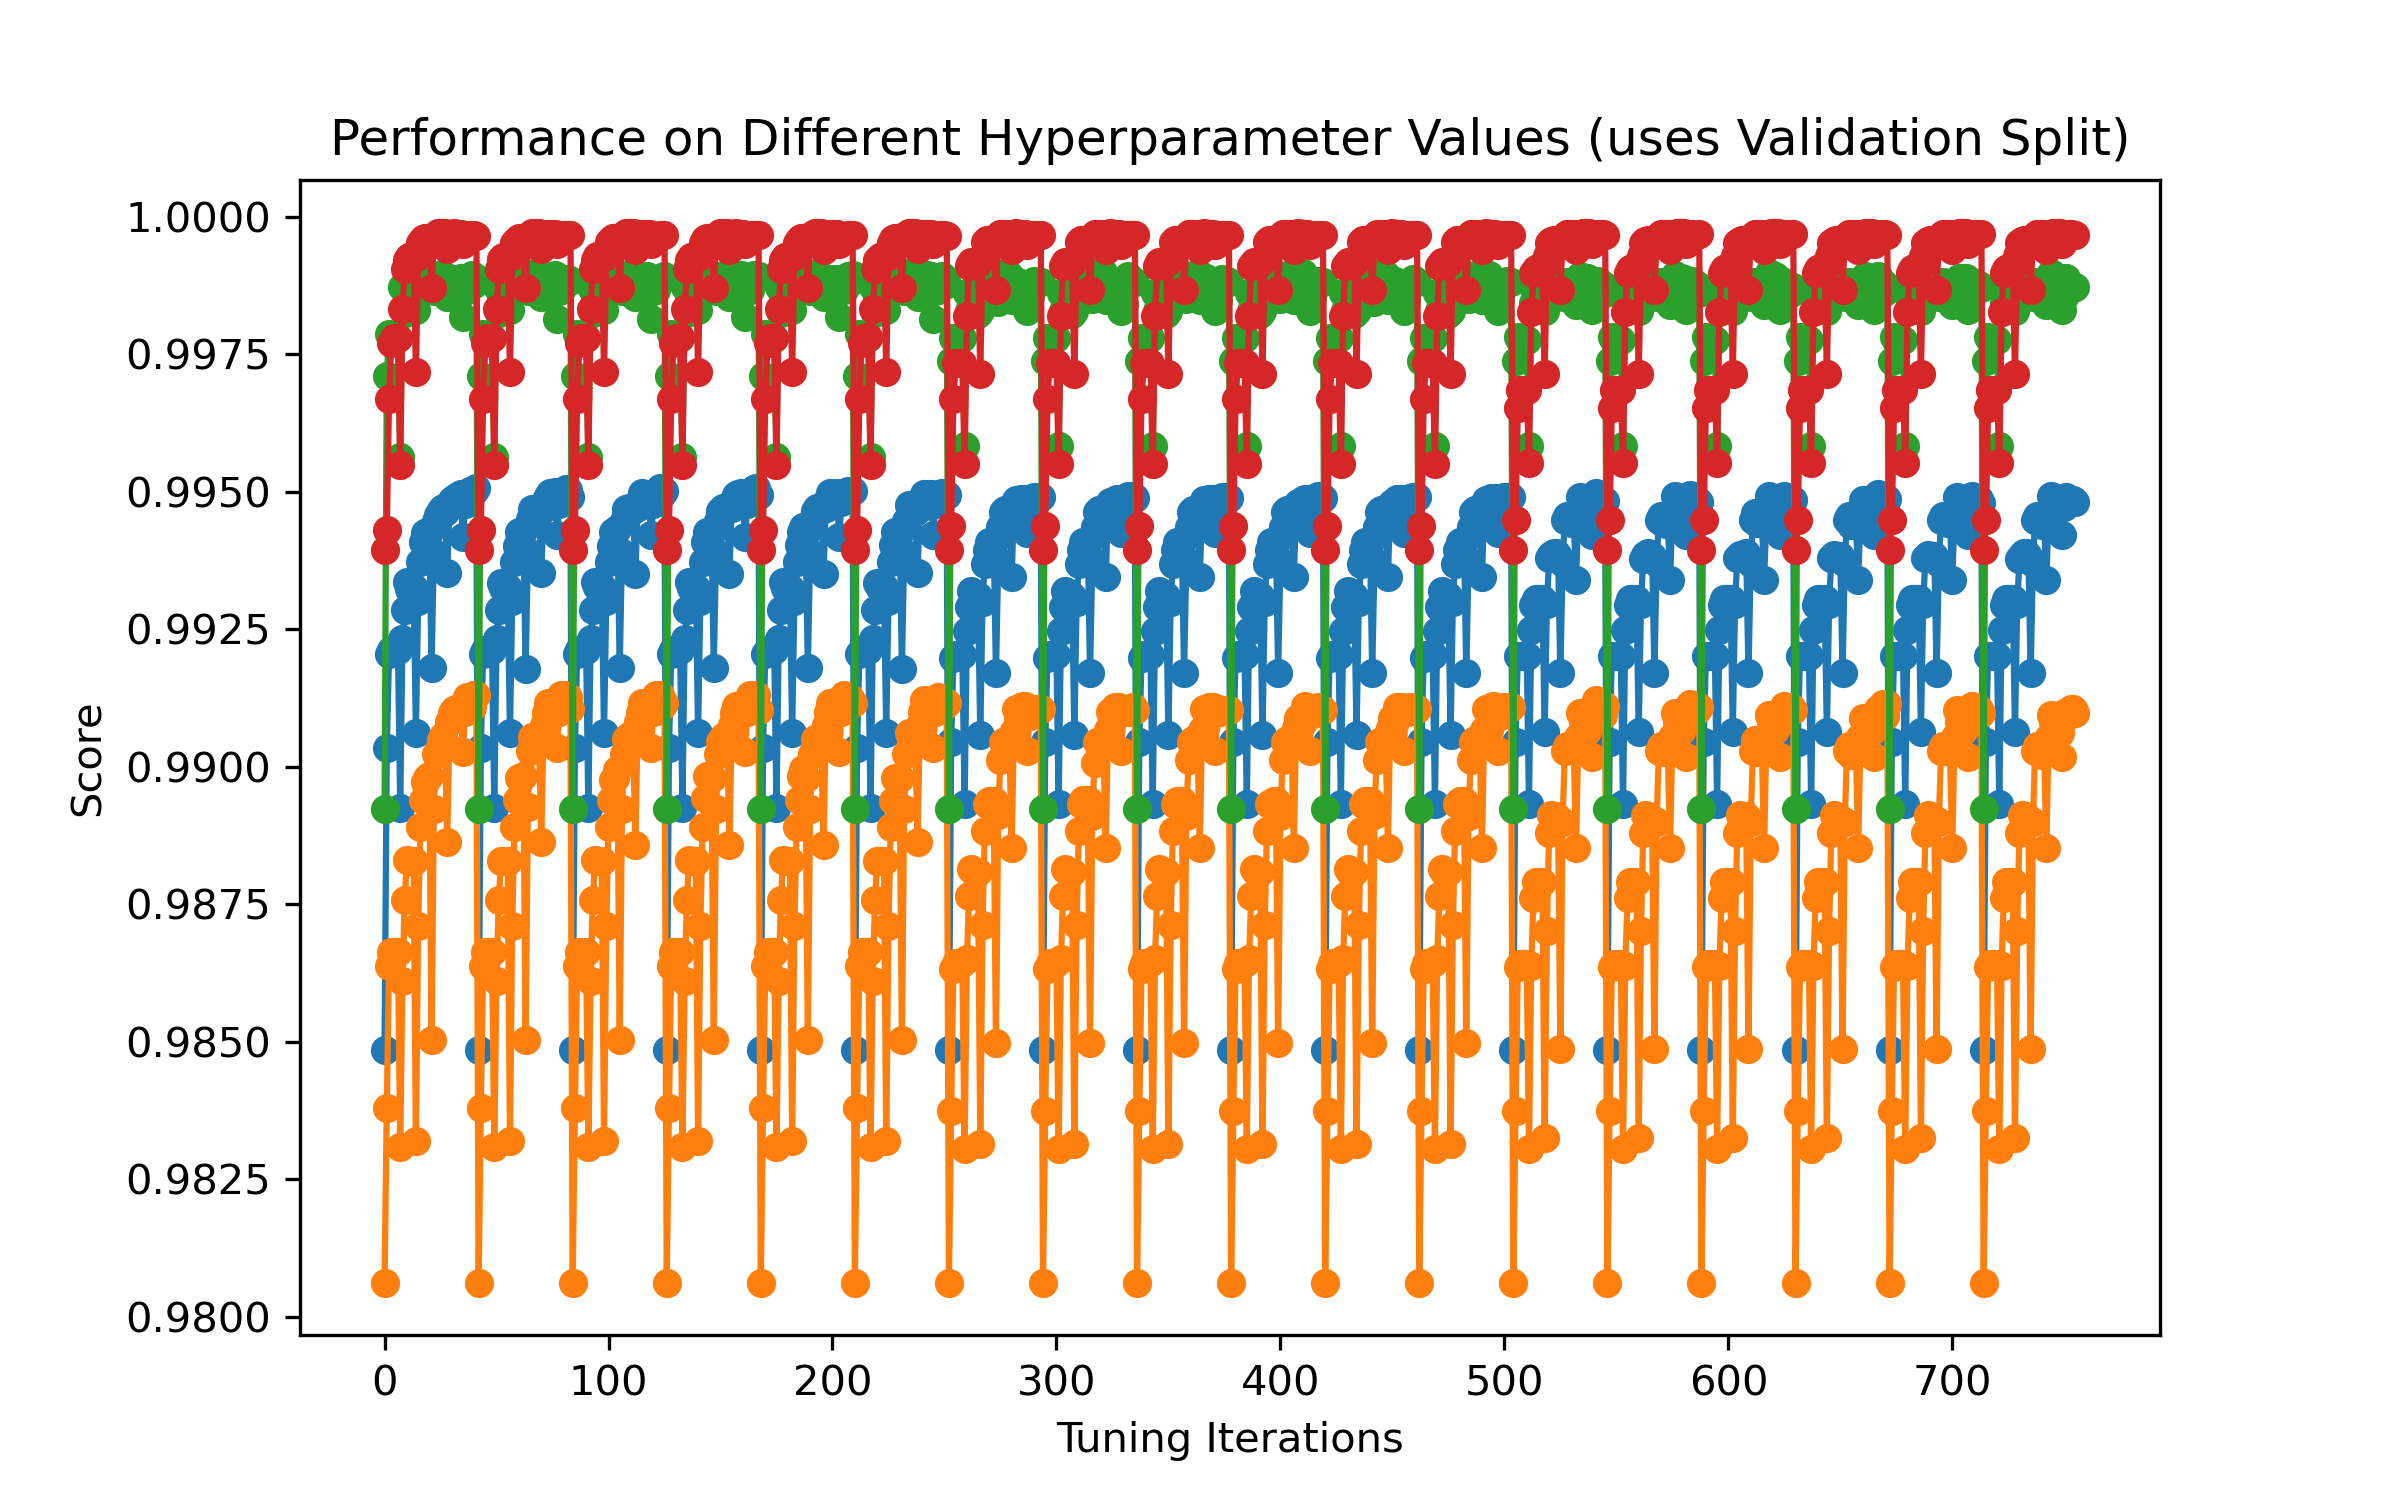 Performance on Different Hyperparameter Values (uses Validation Split)
1.0000
0.9975
0.9950
0.9925
0.9900
0.9875
0.9850
0.9825
0.9800
Score
0 100 200 300 400 500 600 700
Tuning Iterations